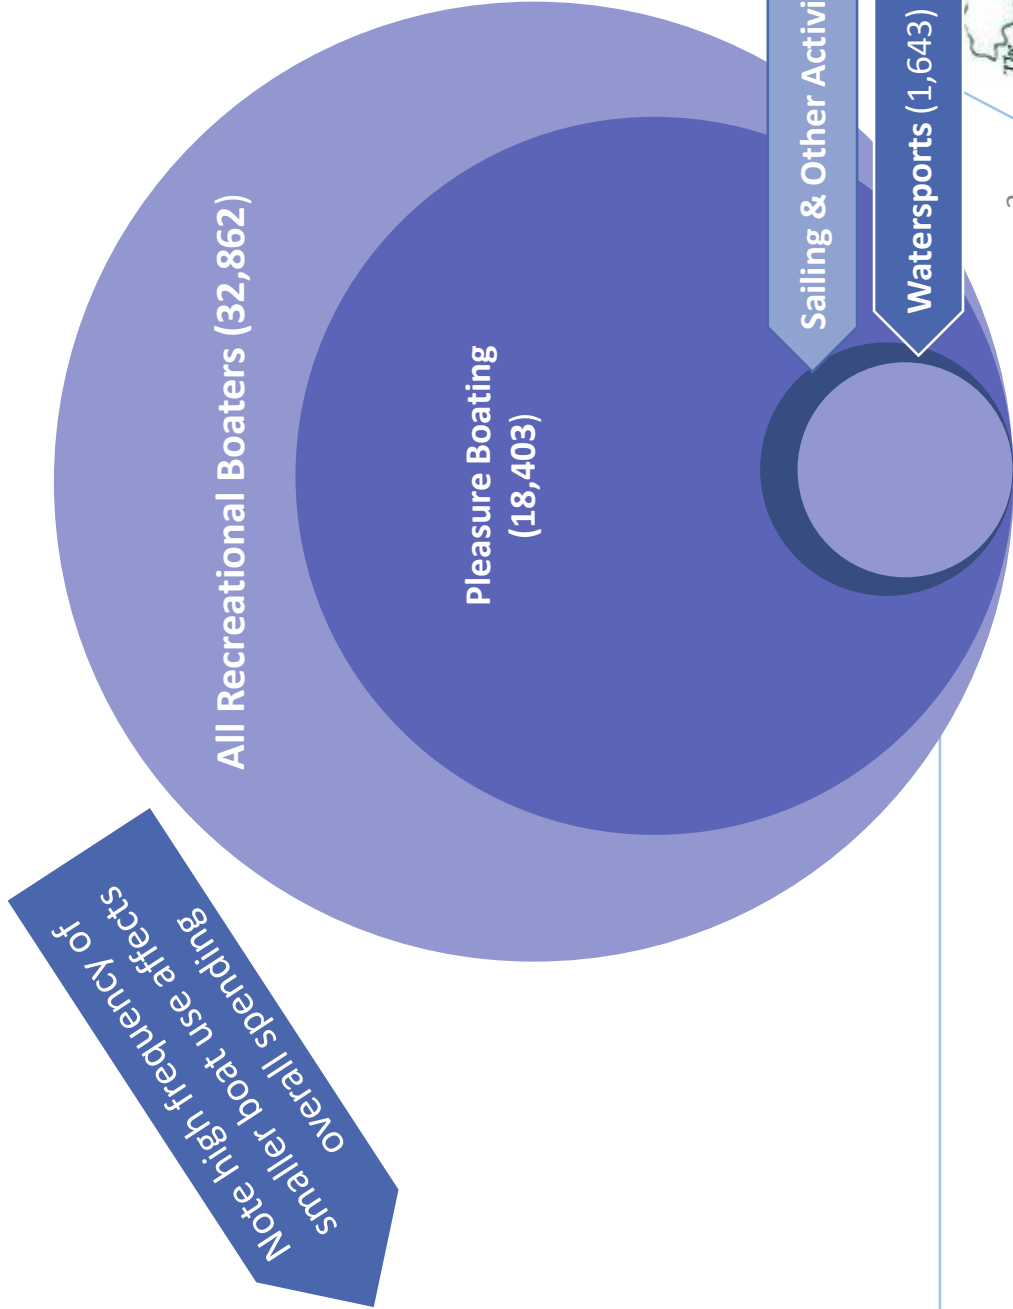 All Recreational Boaters (32,862)
Pleasure Boating
(18,403)
Sailing & Other Activi
Watersports (1,643)
Note high frequency of
smaller boat use affects
overall spending